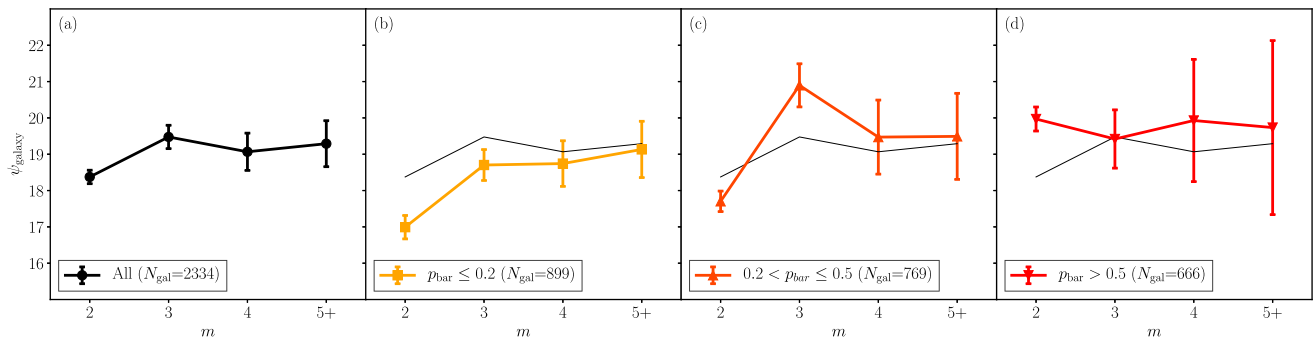 (a)
(b)
(c)
(d)
22
21
20
19
18
17
16
ψgalaxy
All (Ngal=2334)
pbar ≤ 0.2 (Ngal=899)
0.2 < pbar ≤ 0.5 (Ngal=769)
pbar > 0.5 (Ngal=666)
2 3 4 5+
2 3 4 5+
2 3 4 5+
2 3 4 5+
m
m
m
m